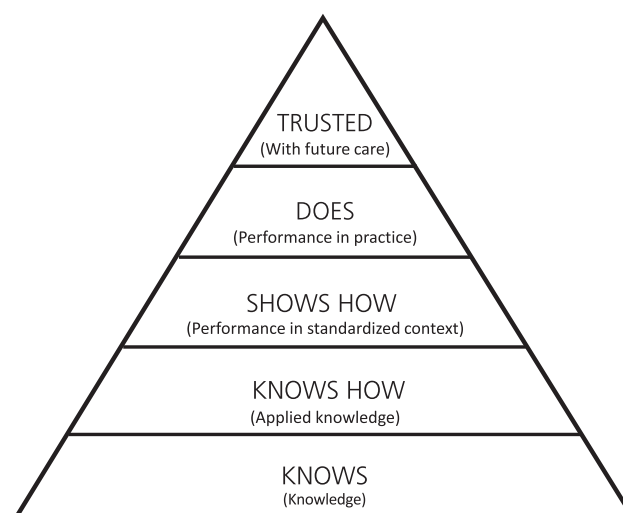 TRUSTED
(With future care)
DOES
(Performance in practice)
SHOWS HOW
(Performance in standardized context)
KNOWS HOW
(Applied knowledge)
KNOWS
(Knowledge)